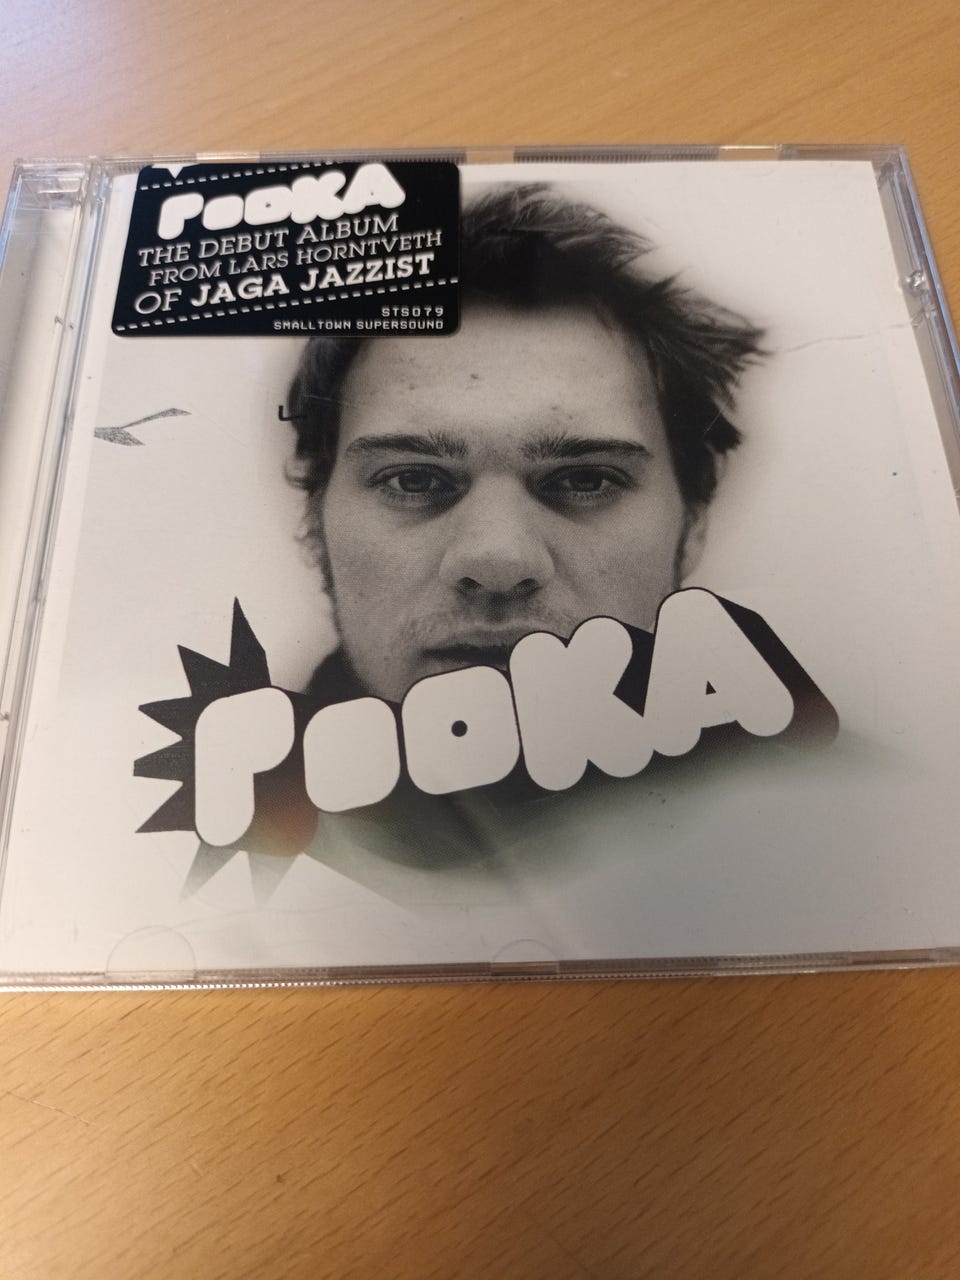 POOKA
THE DEBUT ALBUM
FROM LARS HORNTVETH
OF JAGA JAZZIST
STS079
SMALLTOWN SUPERSOUND
POOKA